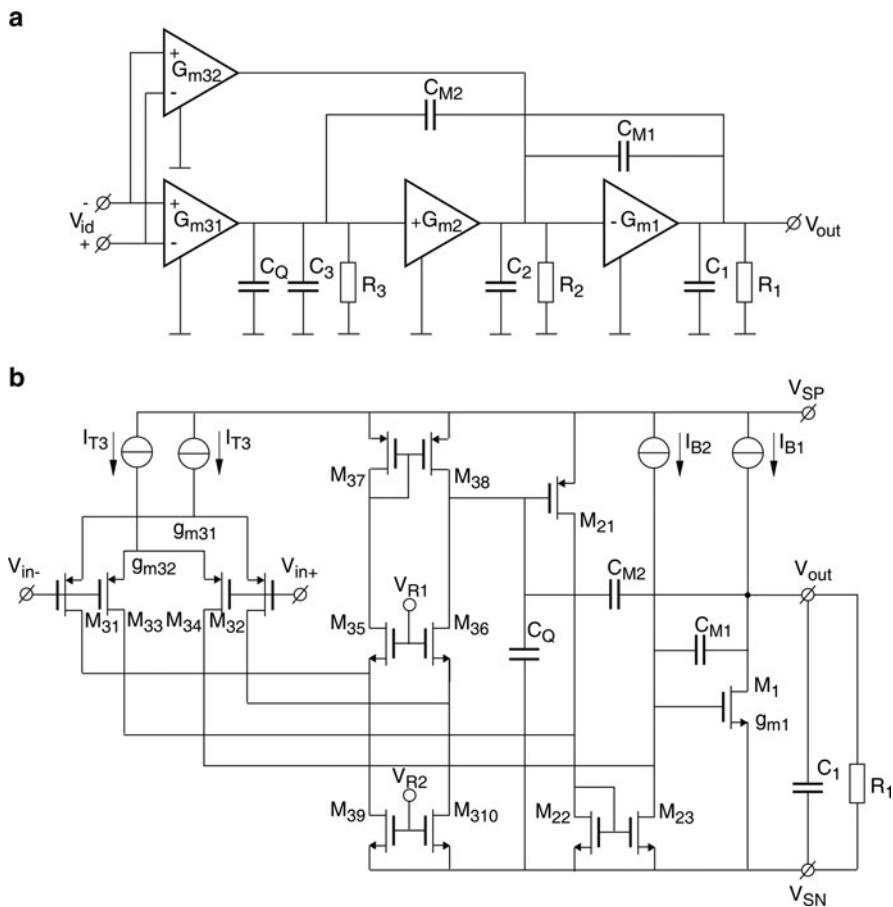 a
+
Gm32
-
CM2
CM1
-
Vid
+
+
Gm31
-
+Gm2
-Gm1
Vout
CQ
C3
R3
C2
R2
C1
R1
b
VSP
IT3
IT3
IB2
IB1
M37
M38
gm31
M21
gm32
Vin-
Vin+
VR1
CM2
Vout
M31
M33
M34
M32
M35
M36
CQ
CM1
M1
gm1
VR2
C1
R1
M39
M310
M22
M23
VSN